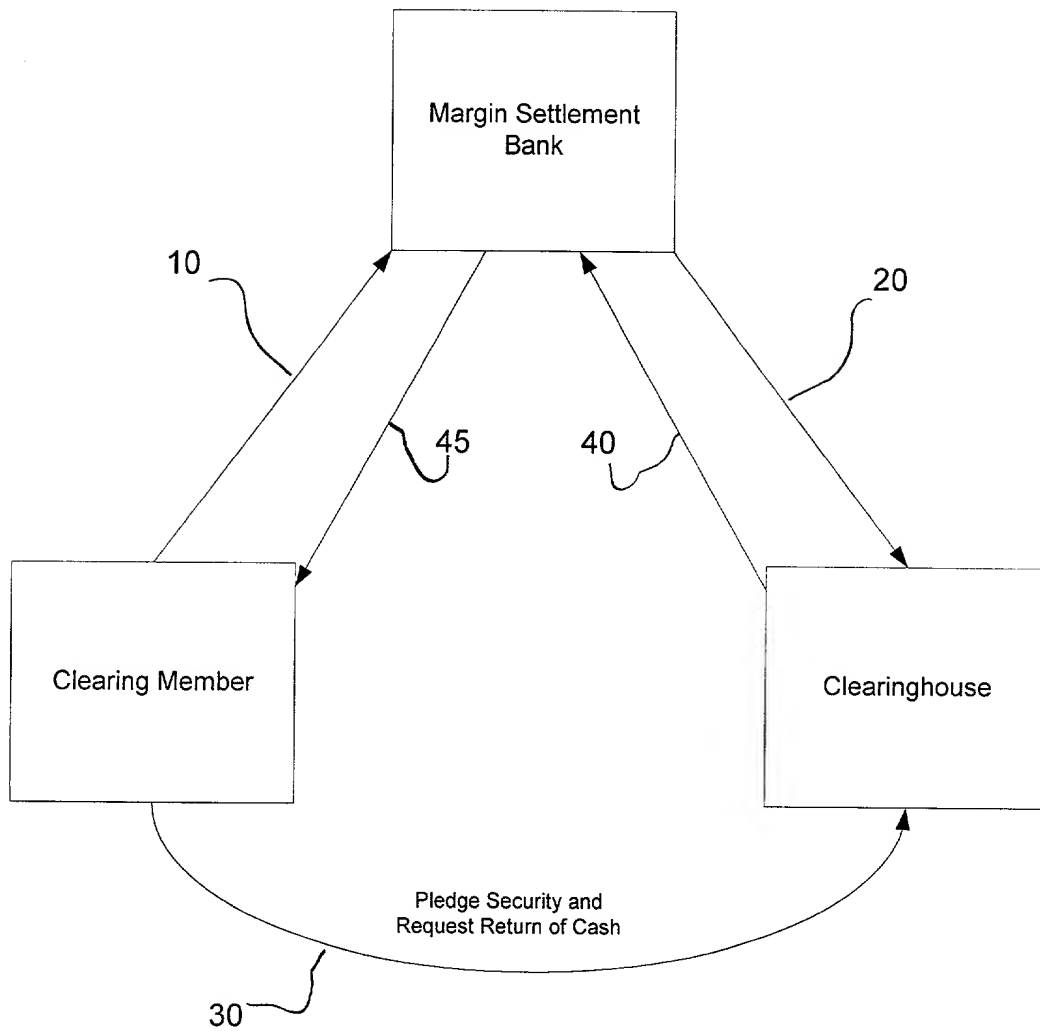 Margin Settlement
Bank
10
20
45
40
Clearing Member
Clearinghouse
Pledge Security and
Request Return of Cash
30